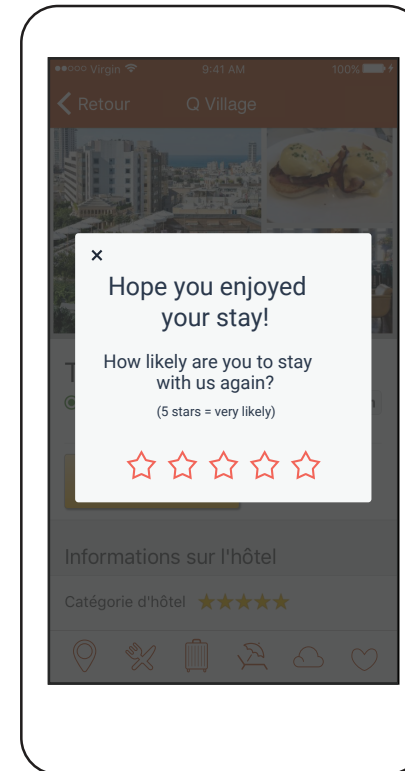 Virgin 9:41 AM 100%
Retour Q Village
×
Hope you enjoyed
your stay!
How likely are you to stay
with us again?
(5 stars = very likely)
T
n
Informations sur l'hôtel
Catégorie d'hôtel